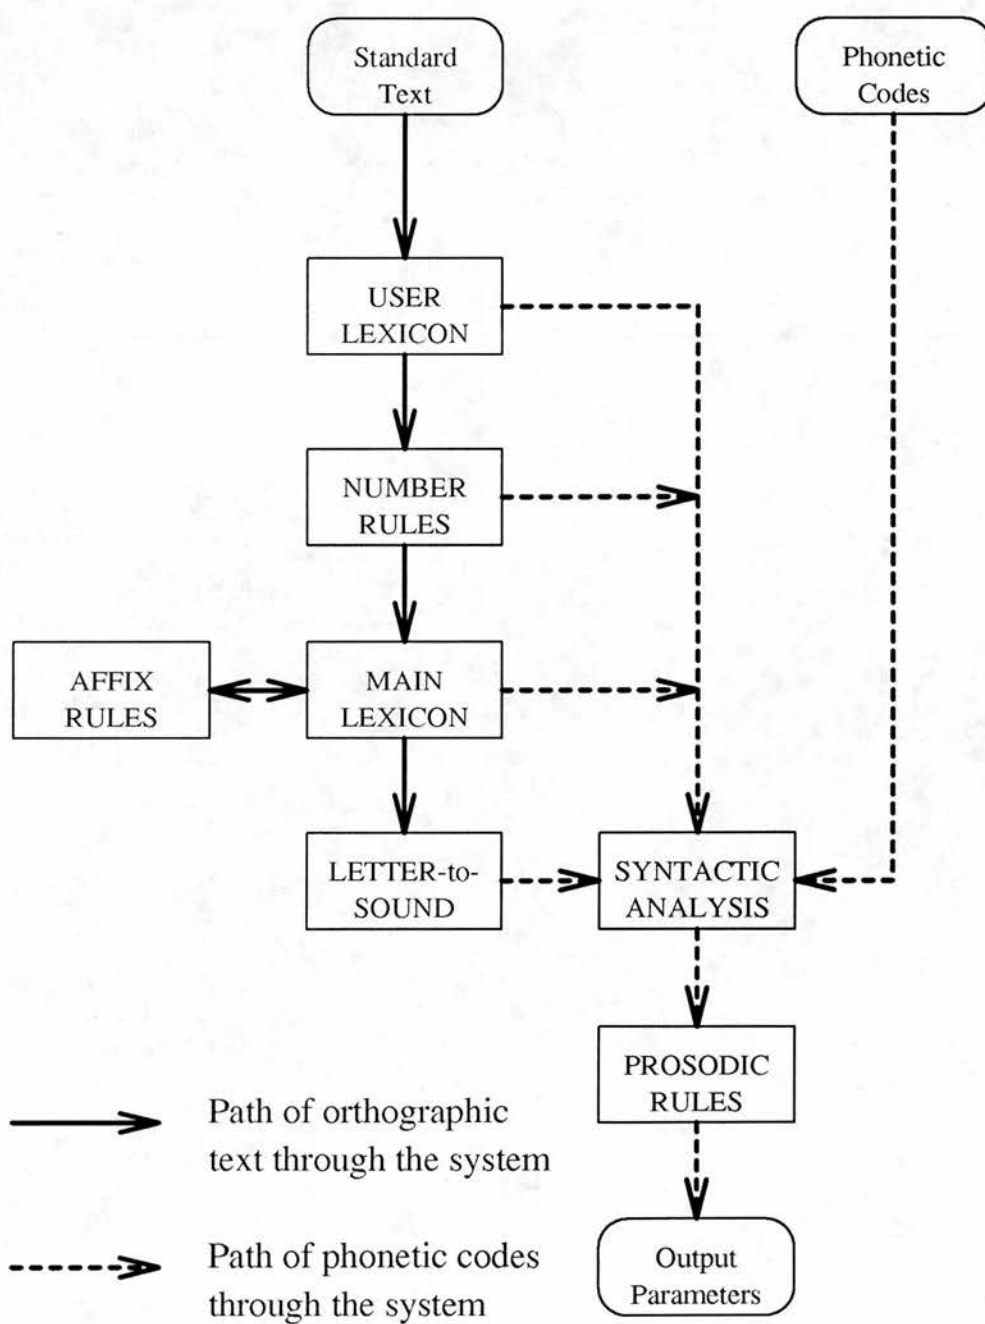 Standard
Text
Phonetic
Codes
USER
LEXICON
NUMBER
RULES
AFFIX
RULES
MAIN
LEXICON
LETTER-to-
SOUND
SYNTACTIC
ANALYSIS
PROSODIC
RULES
Path of orthographic
text through the system
Path of phonetic codes
through the system
Output
Parameters